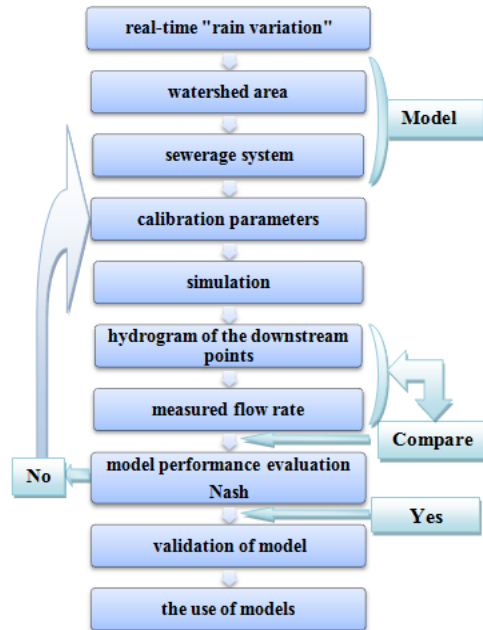 real-time "rain variation"
watershed area
Model
sewerage system
calibration parameters
simulation
hydrogram of the downstream
points
measured flow rate
Compare
model performance evaluation
Nash
No
Yes
validation of model
the use of models